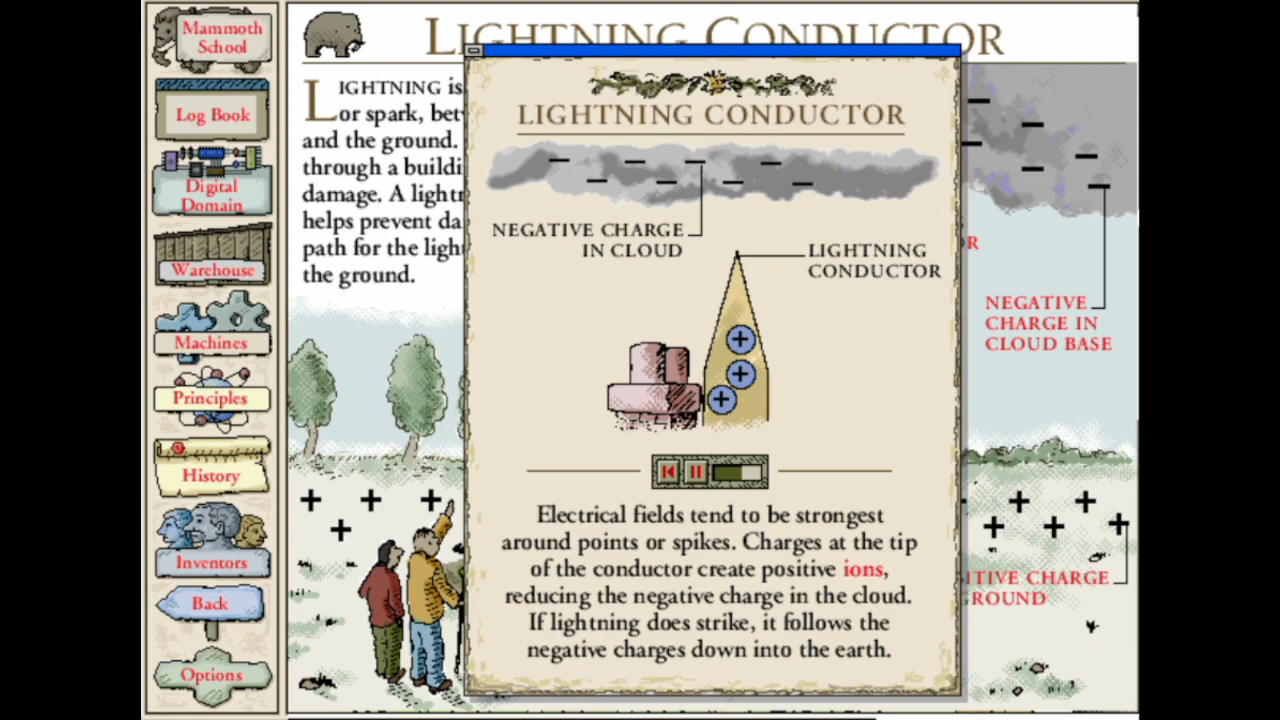 Mammoth
School
Log Book
Digital
Domain
Warehouse
Machines
Principles
History
Inventors
Back
Options
LIGHTNING CONDUCTOR
LIGHTNING is
or spark, bet
and the ground.
through a buildi
damage. A light
helps prevent da
path for the ligh
the ground.
LIGHTNING CONDUCTOR
NEGATIVE CHARGE
IN CLOUD
LIGHTNING
CONDUCTOR
Electrical fields tend to be strongest
around points or spikes. Charges at the tip
of the conductor create positive ions,
reducing the negative charge in the cloud.
If lightning does strike, it follows the
negative charges down into the earth.
R
NEGATIVE
CHARGE IN
CLOUD BASE
ITIVE CHARGE
ROUND